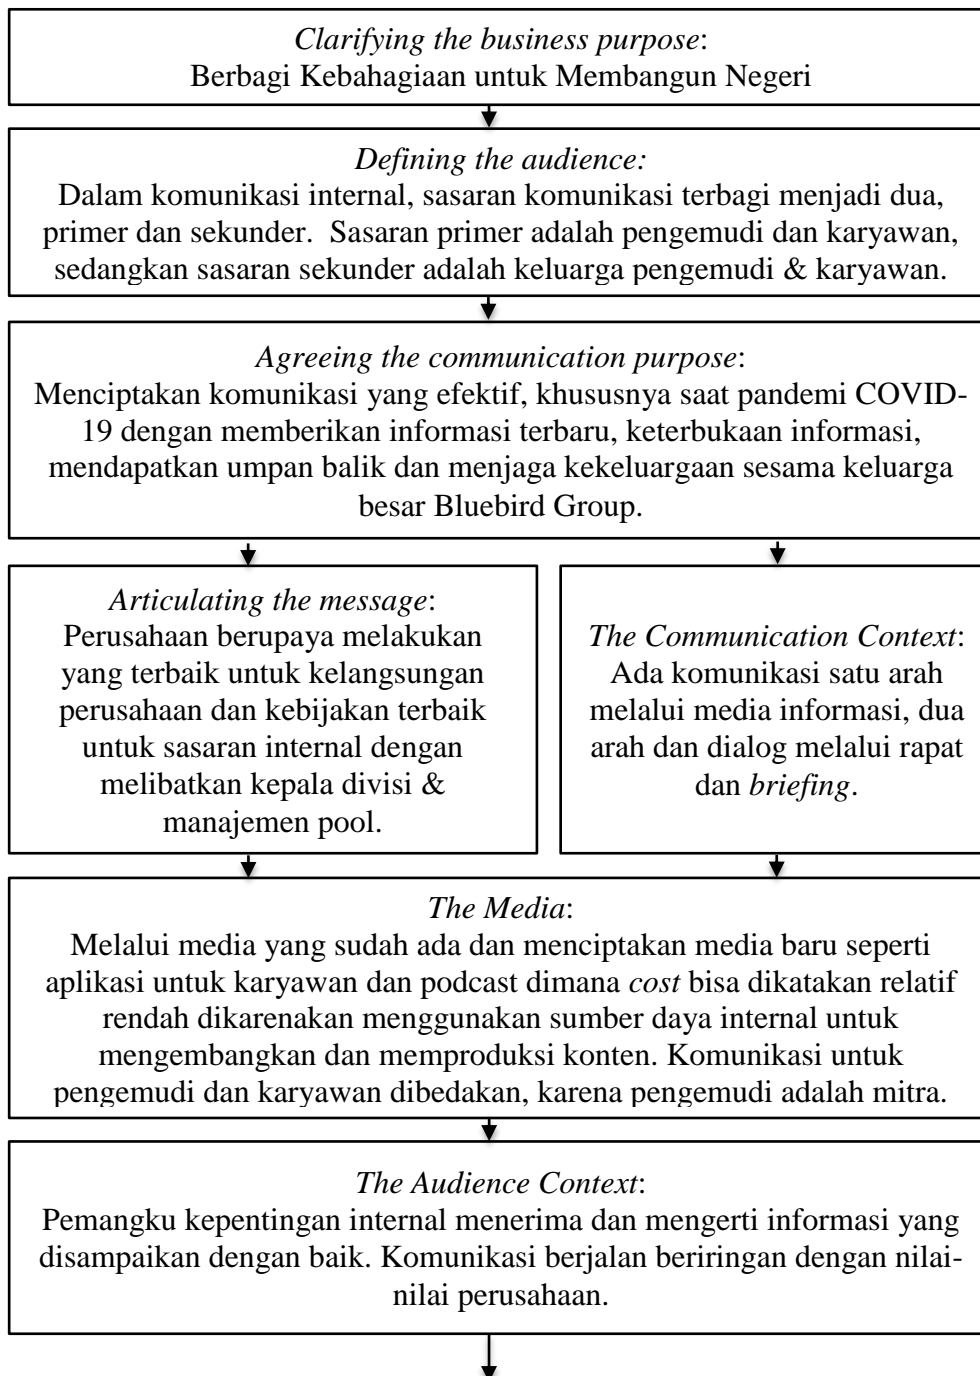 Clarifying the business purpose:
Berbagi Kebahagiaan untuk Membangun Negeri
Defining the audience:
Dalam komunikasi internal, sasaran komunikasi terbagi menjadi dua,
primer dan sekunder. Sasaran primer adalah pengemudi dan karyawan,
sedangkan sasaran sekunder adalah keluarga pengemudi & karyawan.
Agreeing the communication purpose:
Menciptakan komunikasi yang efektif, khususnya saat pandemi COVID-
19 dengan memberikan informasi terbaru, keterbukaan informasi,
mendapatkan umpan balik dan menjaga kekeluargaan sesama keluarga
besar Bluebird Group.
Articulating the message:
Perusahaan berupaya melakukan
yang terbaik untuk kelangsungan
perusahaan dan kebijakan terbaik
untuk sasaran internal dengan
melibatkan kepala divisi &
manajemen pool.
The Communication Context:
Ada komunikasi satu arah
melalui media informasi, dua
arah dan dialog melalui rapat
dan briefing.
The Media:
Melalui media yang sudah ada dan menciptakan media baru seperti
aplikasi untuk karyawan dan podcast dimana cost bisa dikatakan relatif
rendah dikarenakan menggunakan sumber daya internal untuk
mengembangkan dan memproduksi konten. Komunikasi untuk
pengemudi dan karyawan dibedakan, karena pengemudi adalah mitra.
The Audience Context:
Pemangku kepentingan internal menerima dan mengerti informasi yang
disampaikan dengan baik. Komunikasi berjalan beriringan dengan nilai-
nilai perusahaan.